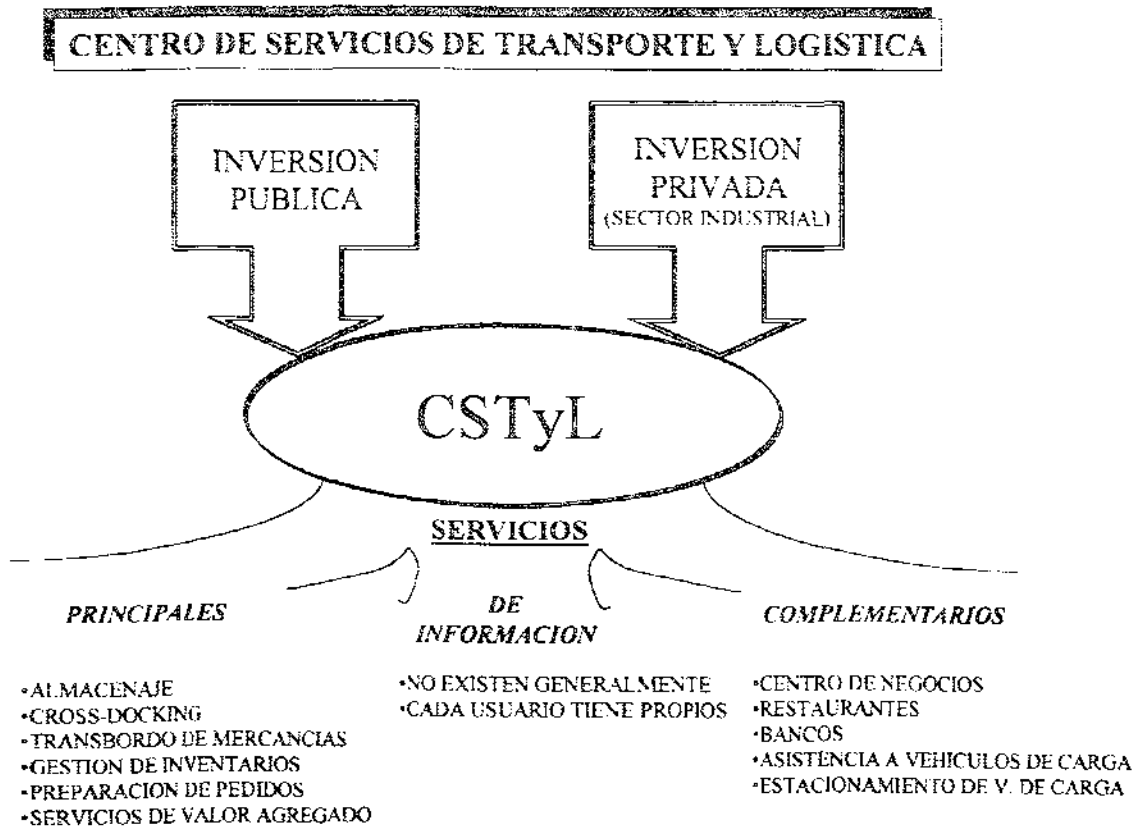 CENTRO DE SERVICIOS DE TRANSPORTE Y LOGISTICA
INVERSION
PUBLICA
INVERSION
PRIVADA
(SECTOR INDUSTRIAL)
CSTyL
SERVICIOS
PRINCIPALES
•ALMACENAJE
•CROSS-DOCKING
•TRANSBORDO DE MERCANCIAS
•GESTION DE INVENTARIOS
•PREPARACION DE PEDIDOS
•SERVICIOS DE VALOR AGREGADO
DE
INFORMACION
•NO EXISTEN GENERALMENTE
•CADA USUARIO TIENE PROPIOS
COMPLEMENTARIOS
•CENTRO DE NEGOCIOS
•RESTAURANTES
•BANCOS
•ASISTENCIA A VEHICULOS DE CARGA
•ESTACIONAMIENTO DE V. DE CARGA